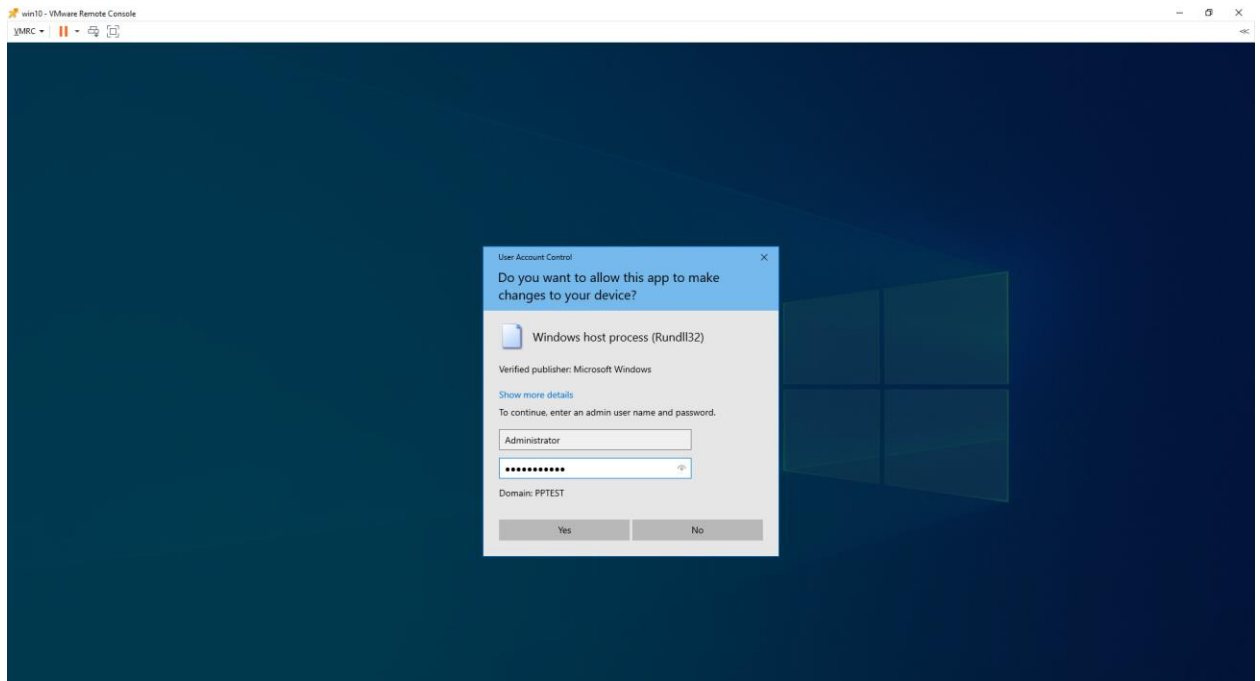 win10 - VMware Remote Console
VMRC
User Account Control
Do you want to allow this app to make
changes to your device?
Windows host process (Rundll32)
Verified publisher: Microsoft Windows
Show more details
To continue, enter an admin user name and password.
Administrator
•••••••••••
Domain: PPTEST
Yes No